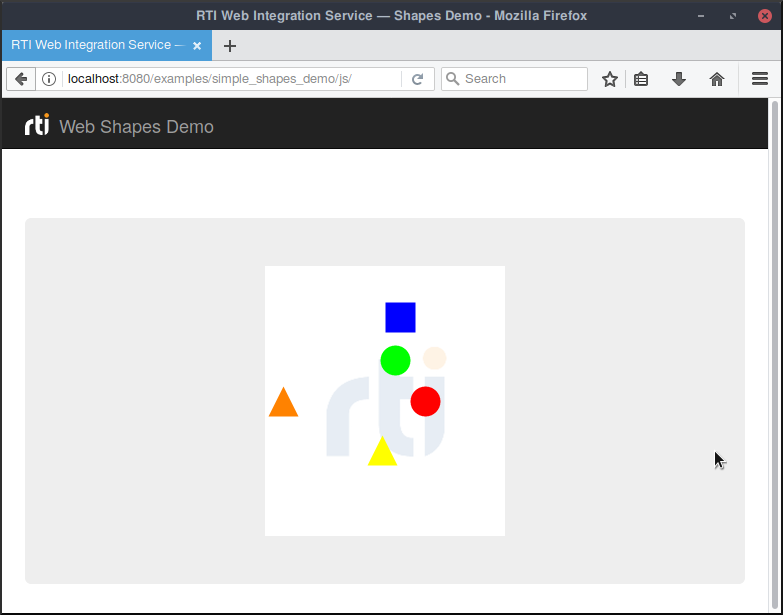 RTI Web Integration Service — Shapes Demo - Mozilla Firefox
RTI Web Integration Service —
localhost:8080/examples/simple_shapes_demo/js/
Search
rti Web Shapes Demo
rti